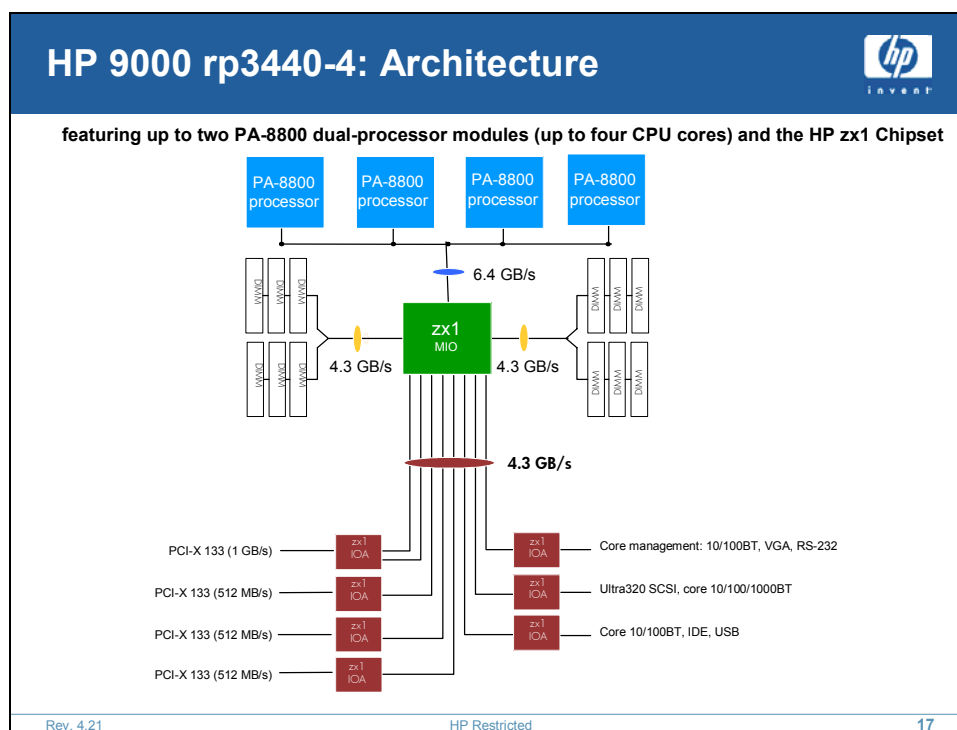 HP 9000 rp3440-4: Architecture
hp
invent
featuring up to two PA-8800 dual-processor modules (up to four CPU cores) and the HP zx1 Chipset
PA-8800
processor
PA-8800
processor
PA-8800
processor
PA-8800
processor
6.4 GB/s
DIMM
DIMM
DIMM
DIMM
DIMM
DIMM
zx1
MIO
4.3 GB/s
4.3 GB/s
DIMM
DIMM
DIMM
DIMM
DIMM
DIMM
4.3 GB/s
PCI-X 133 (1 GB/s)
zx1
IOA
zx1
IOA
Core management: 10/100BT, VGA, RS-232
PCI-X 133 (512 MB/s)
zx1
IOA
zx1
IOA
Ultra320 SCSI, core 10/100/1000BT
PCI-X 133 (512 MB/s)
zx1
IOA
zx1
IOA
Core 10/100BT, IDE, USB
PCI-X 133 (512 MB/s)
zx1
IOA
Rev. 4.21
HP Restricted
17